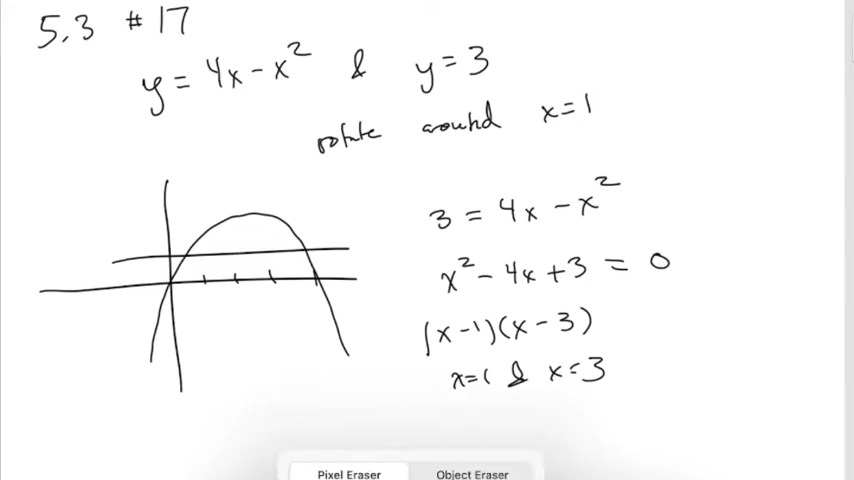 5.3 # 17
y = 4x - x² & y = 3
rotate around x = 1
3 = 4x - x²
x² - 4x + 3 = 0
(x - 1)(x - 3)
x = 1 & x = 3
Pixel Eraser Object Eraser